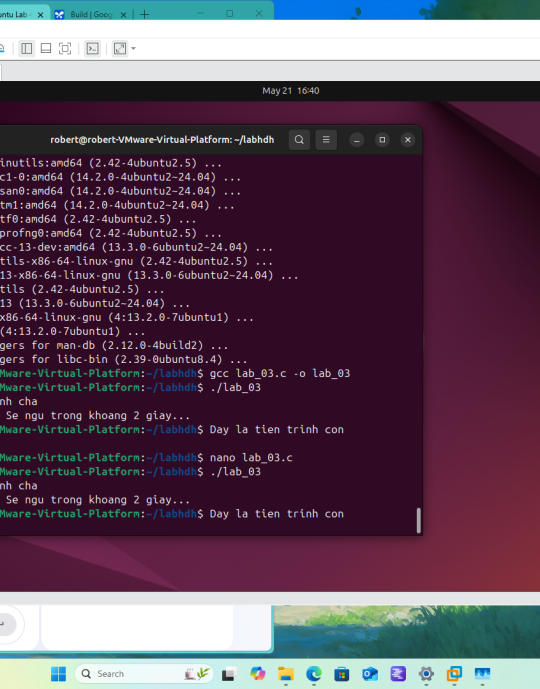 untu Lab
Build | Goog
May 21 16:40
robert@robert-VMware-Virtual-Platform: ~/labhdh
inutils:amd64 (2.42-4ubuntu2.5) ...
c1-0:amd64 (14.2.0-4ubuntu2~24.04) ...
san0:amd64 (14.2.0-4ubuntu2~24.04) ...
tm1:amd64 (14.2.0-4ubuntu2~24.04) ...
tf0:amd64 (2.42-4ubuntu2.5) ...
profng0:amd64 (2.42-4ubuntu2.5) ...
cc-13-dev:amd64 (13.3.0-6ubuntu2~24.04) ...
tils-x86-64-linux-gnu (2.42-4ubuntu2.5) ...
13-x86-64-linux-gnu (13.3.0-6ubuntu2~24.04) ...
tils (2.42-4ubuntu2.5) ...
13 (13.3.0-6ubuntu2~24.04) ...
x86-64-linux-gnu (4:13.2.0-7ubuntu1) ...
(4:13.2.0-7ubuntu1) ...
gers for man-db (2.12.0-4build2) ...
gers for libc-bin (2.39-0ubuntu8.4) ...
Mware-Virtual-Platform:~/labhdh$ gcc lab_03.c -o lab_03
Mware-Virtual-Platform:~/labhdh$ ./lab_03
nh cha
Se ngu trong khoang 2 giay...
Mware-Virtual-Platform:~/labhdh$ Day la tien trinh con
Mware-Virtual-Platform:~/labhdh$ nano lab_03.c
Mware-Virtual-Platform:~/labhdh$ ./lab_03
nh cha
Se ngu trong khoang 2 giay...
Mware-Virtual-Platform:~/labhdh$ Day la tien trinh con
Search